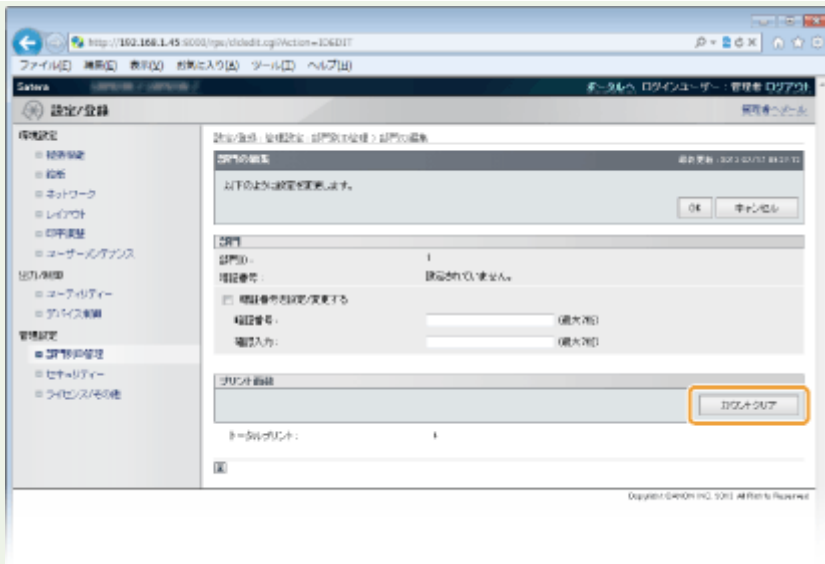 http://192.168.1.45:8000/rps/cisedit.cgi?Action=IDEDIT
ファイル(F) 編集(E) 表示(V) お気に入り(A) ツール(T) ヘルプ(H)
Satera
ポータルへ ログインユーザー: 管理者 ログアウト
設定/登録
管理者へメール
環境設定
節電
ネットワーク
レイアウト
印字調整
ユーザーメンテナンス
出力/制御
ユーティリティー
デバイス制御
管理設定
部門別ID管理
セキュリティー
ライセンス/その他
設定/登録 : 管理設定 : 部門別ID管理 > 部門の編集
部門の編集
以下のように設定を変更します。
OK キャンセル
部門
部門ID : 1
暗証番号 : 設定されていません。
暗証番号を設定/変更する
暗証番号 : (最大7桁)
確認入力 : (最大7桁)
プリント面数
カウントクリア
トータルプリント :
Copyright CANON INC. All Rights Reserved